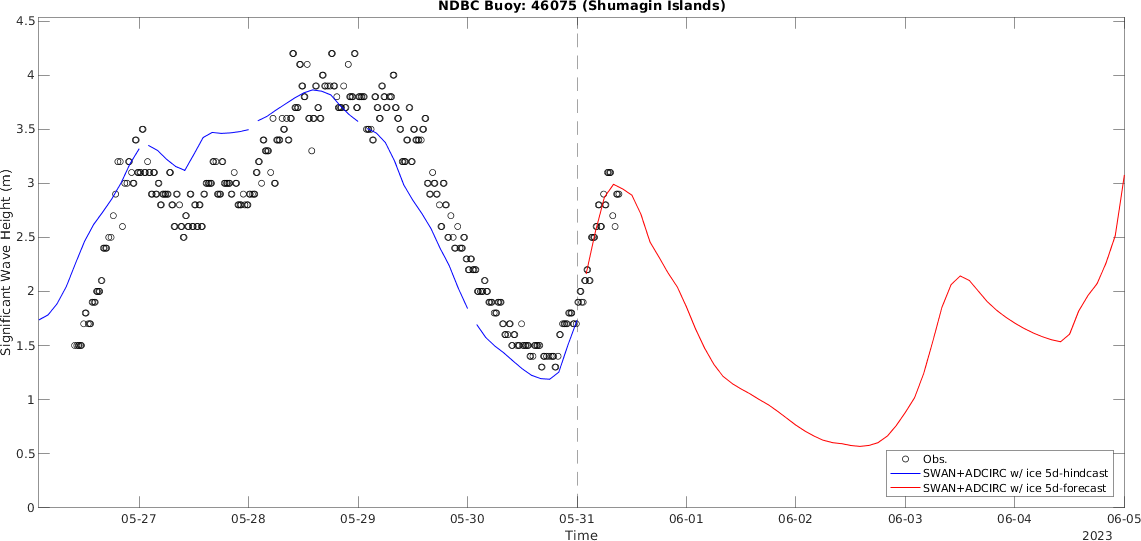 NDBC Buoy: 46075 (Shumagin Islands)
Significant Wave Height (m)
4.5
4
3.5
3
2.5
2
1.5
1
0.5
0
Obs.
SWAN+ADCIRC w/ ice 5d-hindcast
SWAN+ADCIRC w/ ice 5d-forecast
05-27 05-28 05-29 05-30 05-31 06-01 06-02 06-03 06-04 06-05
Time
2023